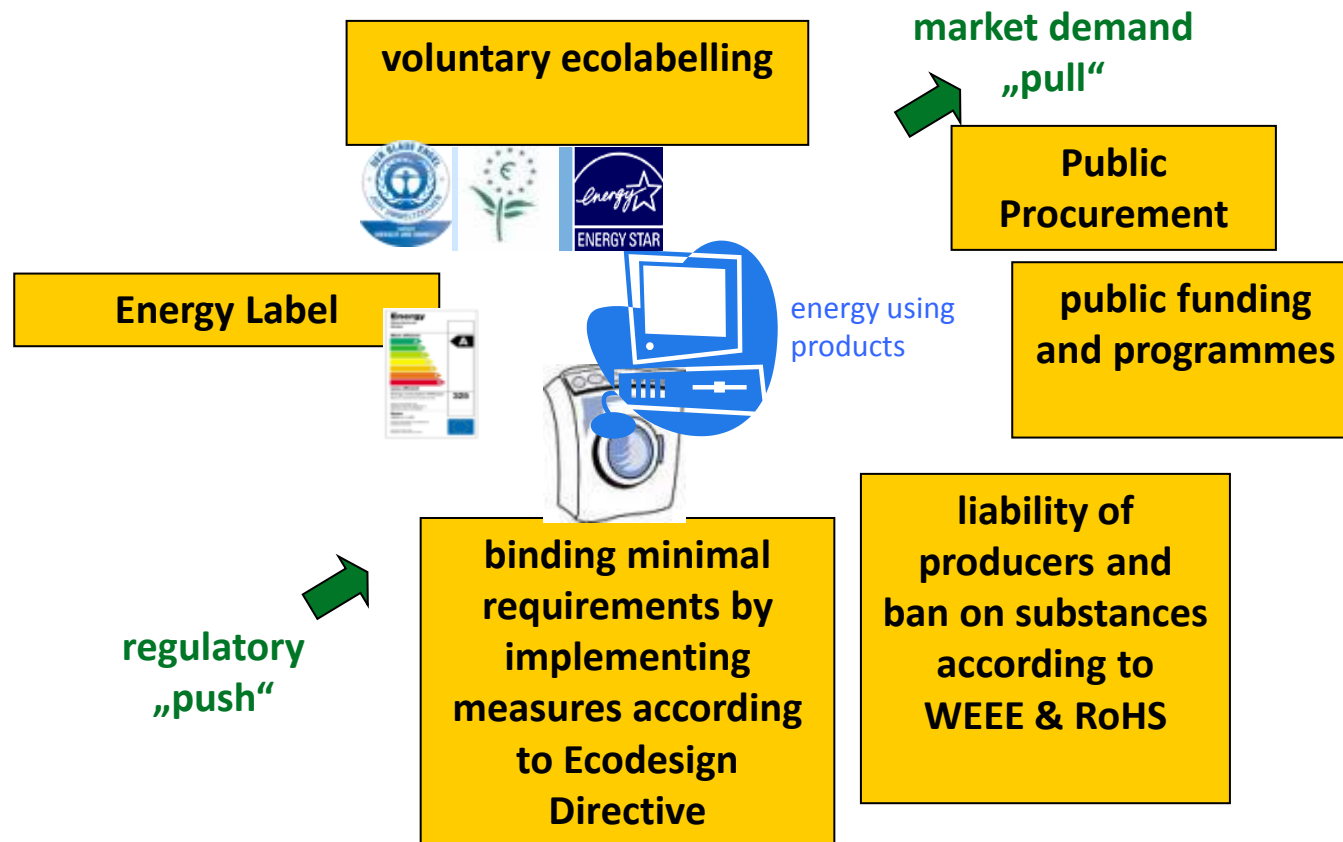 voluntary ecolabelling
market demand
„pull“
Public
Procurement
energy
ENERGY STAR
Energy Label
Energy
A
energy using
products
public funding
and programmes
regulatory
„push“
binding minimal
requirements by
implementing
measures according
to Ecodesign
Directive
liability of
producers and
ban on substances
according to
WEEE & RoHS